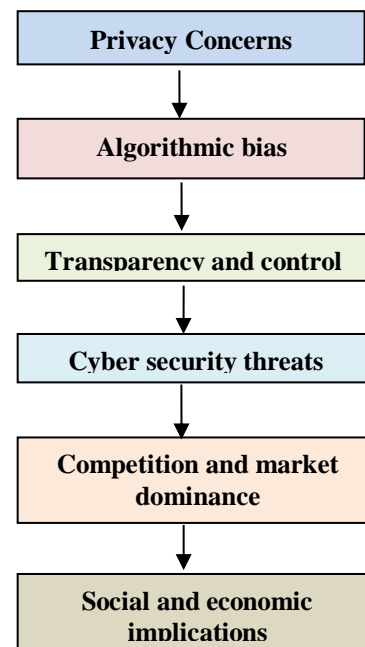 Privacy Concerns
Algorithmic bias
Transparency and control
Cyber security threats
Competition and market
dominance
Social and economic
implications